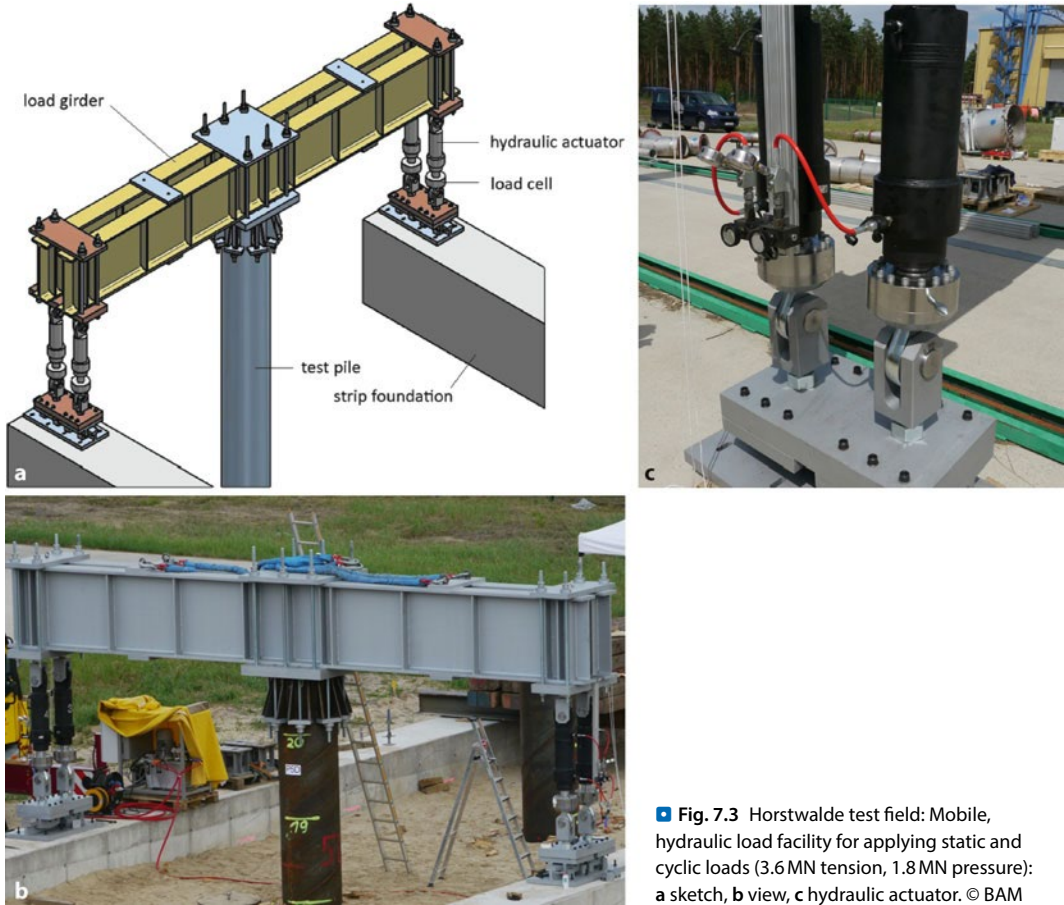 load girder
hydraulic actuator
load cell
test pile
strip foundation
a
c
20
19
b
Fig. 7.3 Horstwalde test field: Mobile,
hydraulic load facility for applying static and
cyclic loads (3.6 MN tension, 1.8 MN pressure):
a sketch, b view, c hydraulic actuator. © BAM